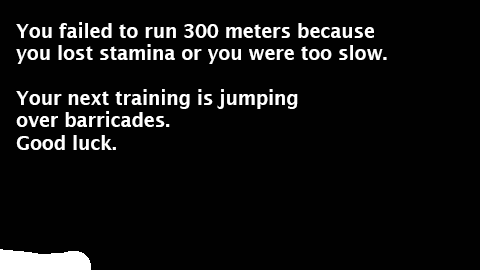 You failed to run 300 meters because
you lost stamina or you were too slow.
Your next training is jumping
over barricades.
Good luck.